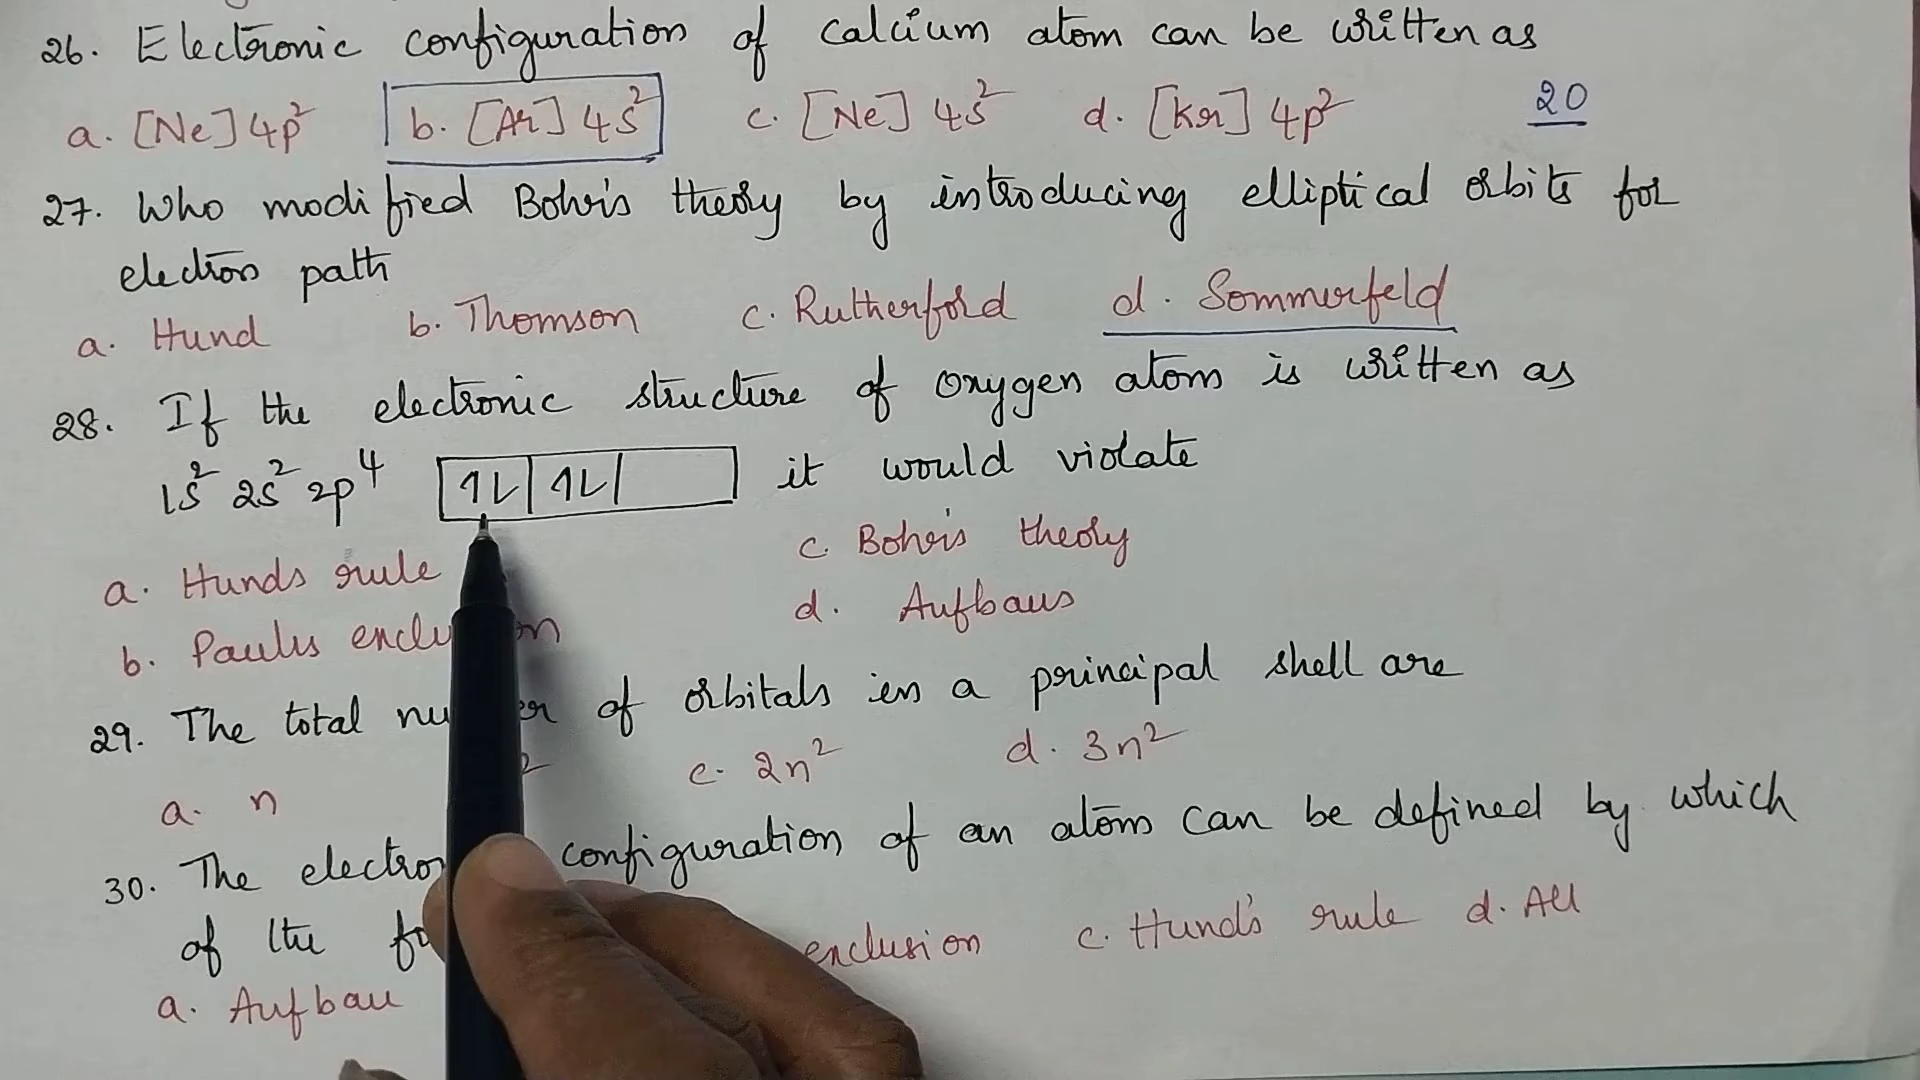 26. Electronic configuration of calcium atom can be written as
a. [Ne] 4p² b. [Ar] 4s² c. [Ne] 4s² d. [Kr] 4p² 20
27. Who modified Bohr's theory by introducing elliptical orbits for
electron path
a. Hund b. Thomson c. Rutherford d. Sommerfeld
28. If the electronic structure of oxygen atom is written as
1s² 2s² 2p⁴ 1L 1L it would violate
a. Hunds rule c. Bohr's theory
b. Paulis d. Aufbaus
29. The total of orbitals in a principal shell are
a. n 2 c. 2n² d. 3n²
30. The configuration of an atom can be defined by which
of the
a. Aufbau exclusion c. Hund's rule d. All